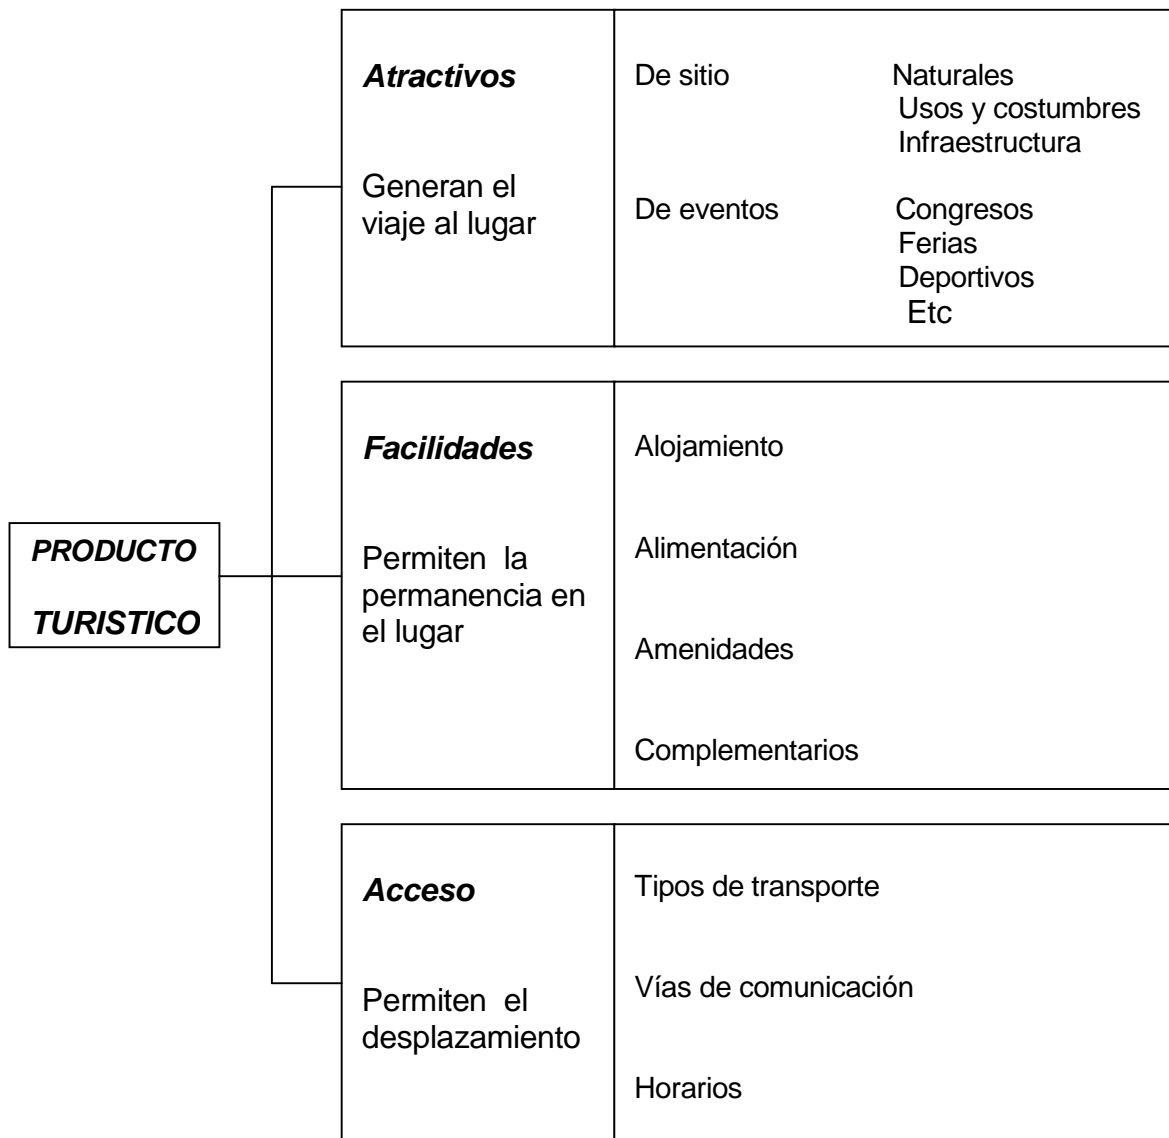 PRODUCTO
TURISTICO
Atractivos
Generan el
viaje al lugar
De sitio Naturales
Usos y costumbres
Infraestructura
De eventos Congresos
Ferias
Deportivos
Etc
Facilidades
Permiten la
permanencia en
el lugar
Alojamiento
Alimentación
Amenidades
Complementarios
Acceso
Permiten el
desplazamiento
Tipos de transporte
Vías de comunicación
Horarios